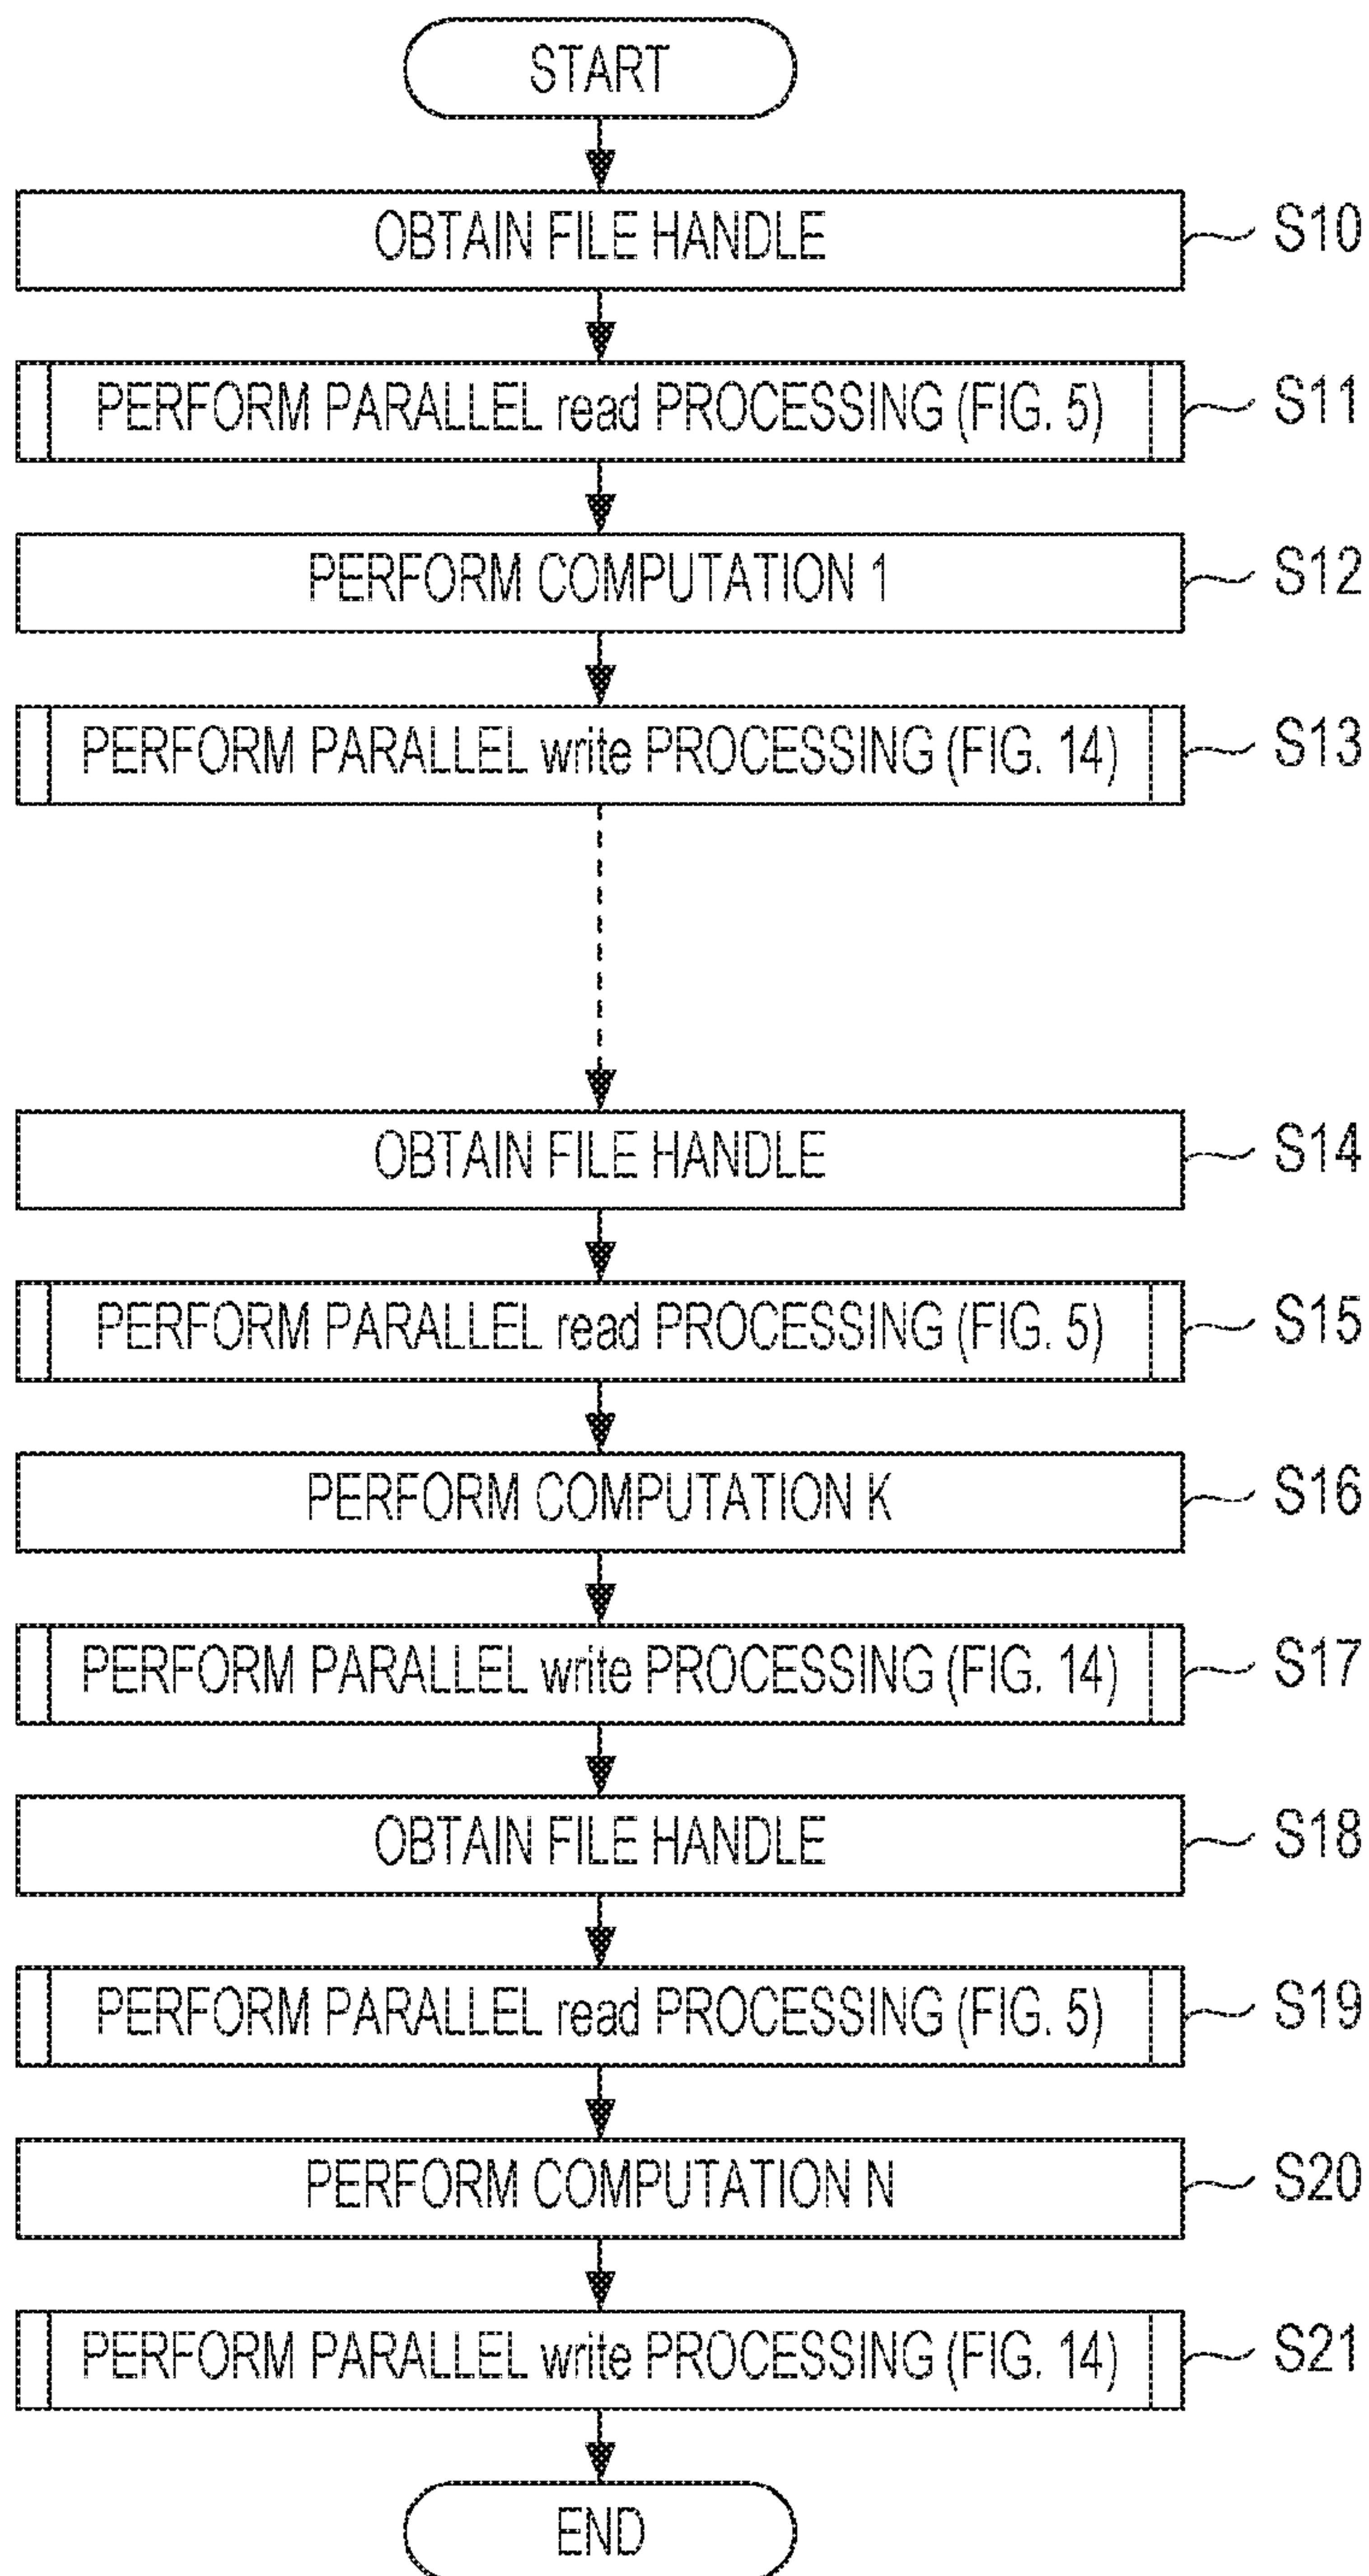 START
OBTAIN FILE HANDLE S10
PERFORM PARALLEL read PROCESSING (FIG. 5) S11
PERFORM COMPUTATION 1 S12
PERFORM PARALLEL write PROCESSING (FIG. 14) S13
OBTAIN FILE HANDLE S14
PERFORM PARALLEL read PROCESSING (FIG. 5) S15
PERFORM COMPUTATION K S16
PERFORM PARALLEL write PROCESSING (FIG. 14) S17
OBTAIN FILE HANDLE S18
PERFORM PARALLEL read PROCESSING (FIG. 5) S19
PERFORM COMPUTATION N S20
PERFORM PARALLEL write PROCESSING (FIG. 14) S21
END